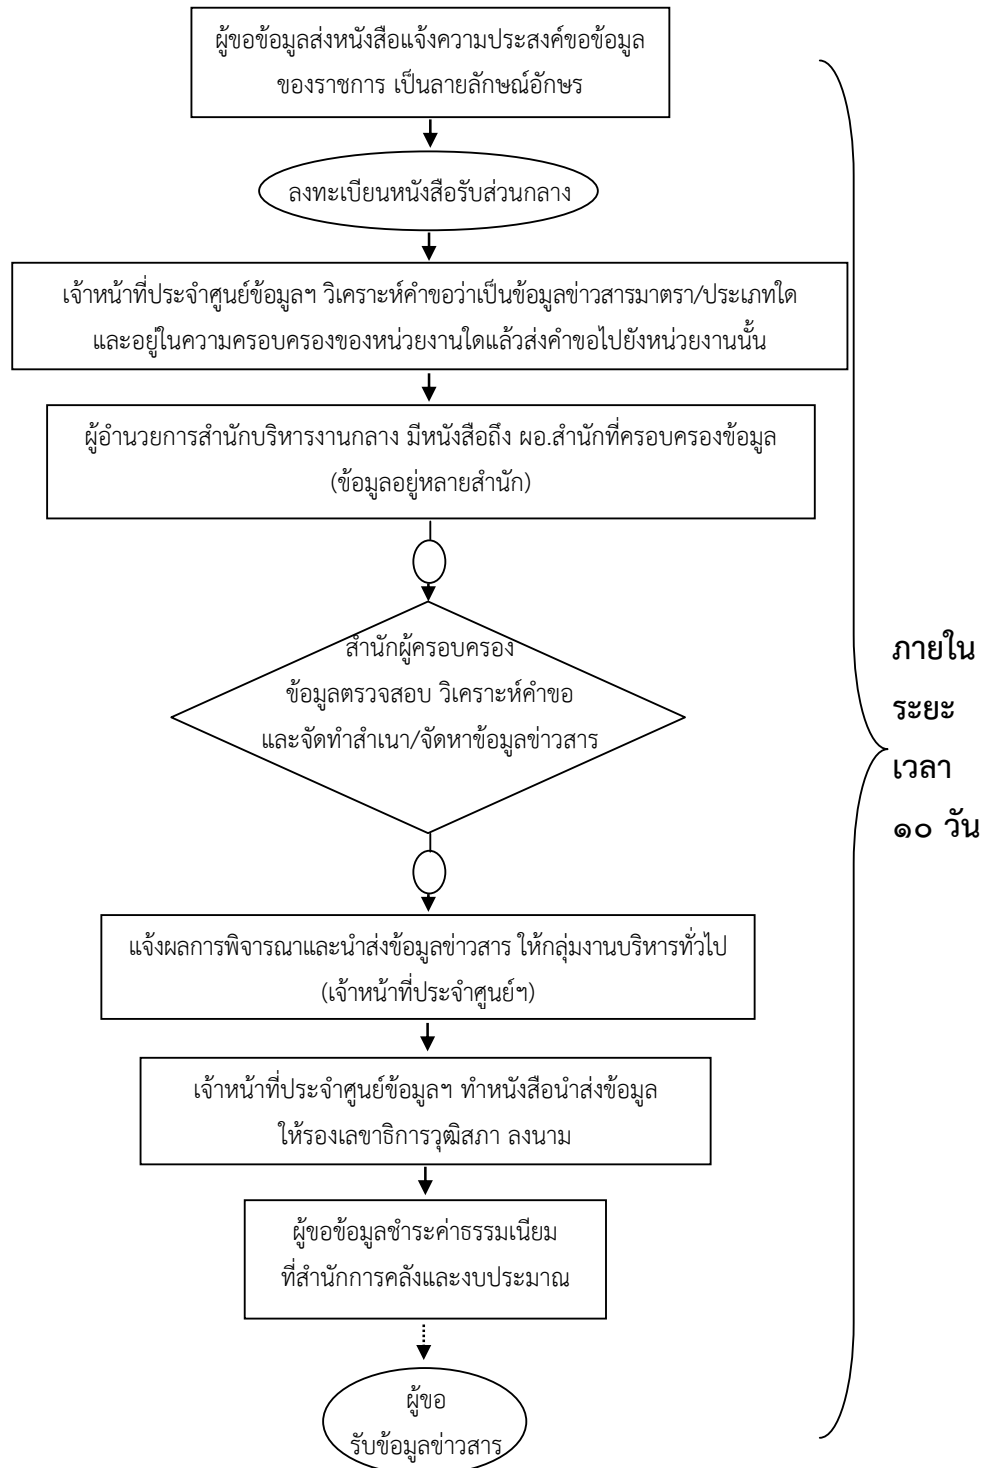 ผู้ขอข้อมูลส่งหนังสือแจ้งความประสงค์ขอข้อมูล
ของราชการ เป็นลายลักษณ์อักษร
ลงทะเบียนหนังสือรับส่วนกลาง
เจ้าหน้าที่ประจำศูนย์ข้อมูลฯ วิเคราะห์คำขอว่าเป็นข้อมูลข่าวสารมาตรา/ประเภทใด
และอยู่ในความครอบครองของหน่วยงานใดแล้วส่งคำขอไปยังหน่วยงานนั้น
ผู้อำนวยการสำนักบริหารงานกลาง มีหนังสือถึง ผอ.สำนักที่ครอบครองข้อมูล
(ข้อมูลอยู่หลายสำนัก)
สำนักผู้ครอบครอง
ข้อมูลตรวจสอบ วิเคราะห์คำขอ
และจัดทำสำเนา/จัดหาข้อมูลข่าวสาร
แจ้งผลการพิจารณาและนำส่งข้อมูลข่าวสาร ให้กลุ่มงานบริหารทั่วไป
(เจ้าหน้าที่ประจำศูนย์ฯ)
เจ้าหน้าที่ประจำศูนย์ข้อมูลฯ ทำหนังสือนำส่งข้อมูล
ให้รองเลขาธิการวุฒิสภา ลงนาม
ผู้ขอข้อมูลชำระค่าธรรมเนียม
ที่สำนักการคลังและงบประมาณ
ผู้ขอ
รับข้อมูลข่าวสาร
ภายใน
ระยะ
เวลา
๑๐ วัน